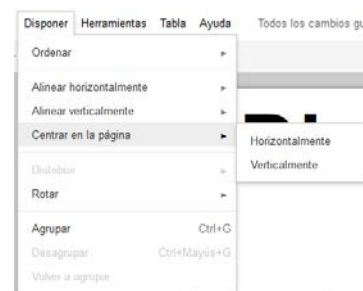 Disponer Herramientas Tabla Ayuda Todos los cambios gu
Ordenar
Alinear horizontalmente
Alinear verticalmente
Centrar en la página
Horizontalmente
Verticalmente
Distribuir
Rotar
Agrupar Ctrl+G
Desagrupar Ctrl+Mayús+G
Volver a agrupar